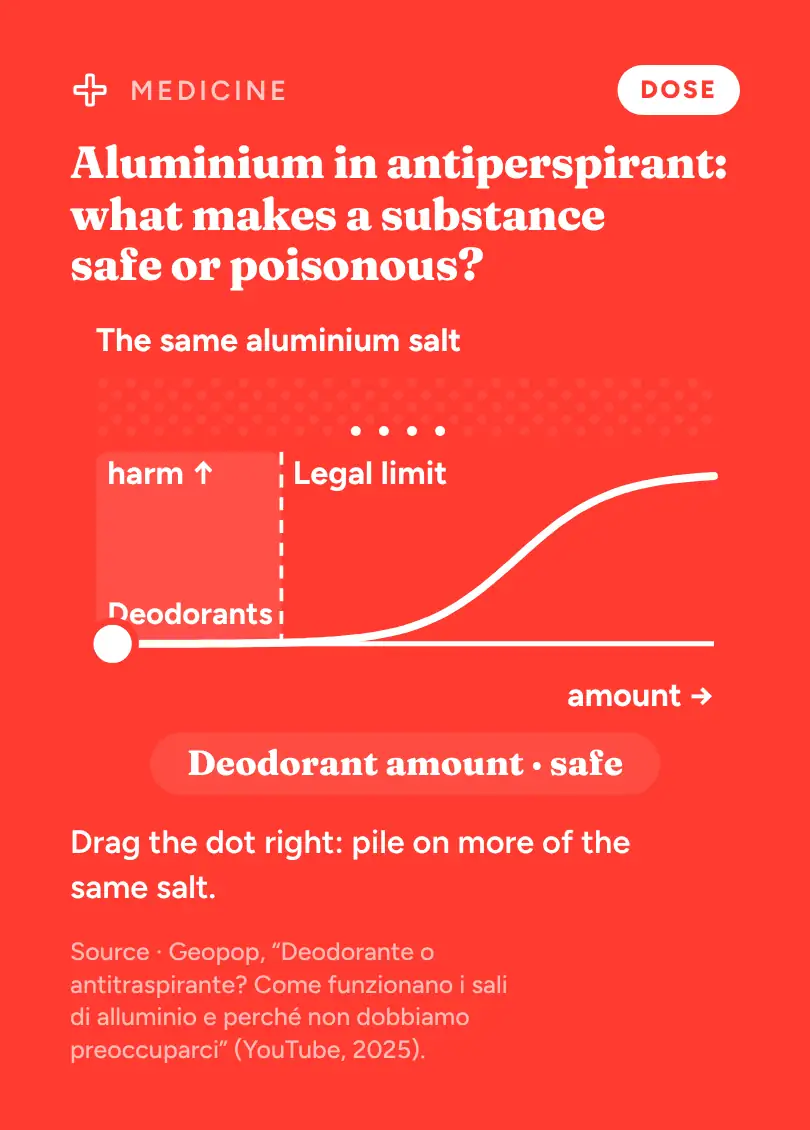 MEDICINE
DOSE
Aluminium in antiperspirant:
what makes a substance
safe or poisonous?
The same aluminium salt
harm ↑
Legal limit
Deodorants
amount →
Deodorant amount · safe
Drag the dot right: pile on more of the
same salt.
Source · Geopop, “Deodorante o
antitraspirante? Come funzionano i sali
di alluminio e perché non dobbiamo
preoccuparci” (YouTube, 2025).